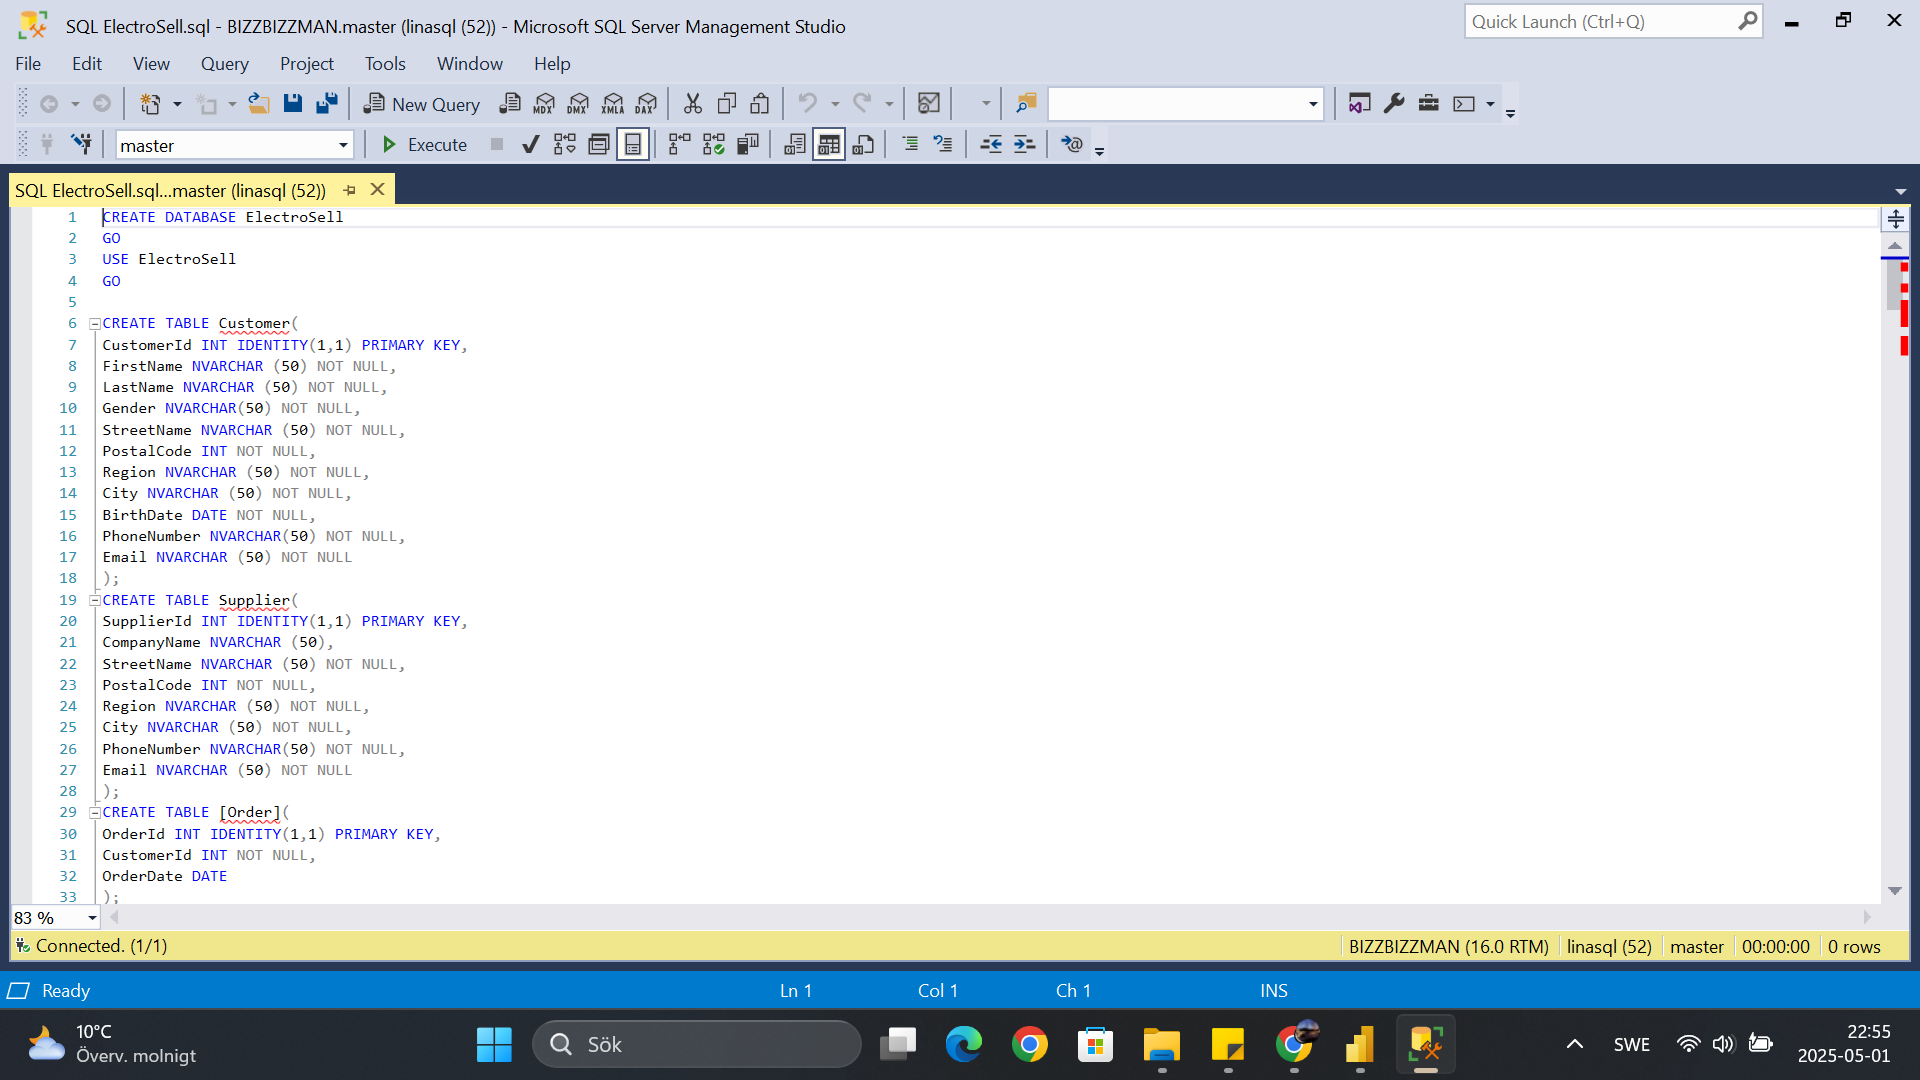 SQL ElectroSell.sql - BIZZBIZZMAN.master (linasql (52)) - Microsoft SQL Server Management Studio
Quick Launch (Ctrl+Q)
File Edit View Query Project Tools Window Help
New Query MDX DMX XMLA DAX
master Execute
SQL ElectroSell.sql...master (linasql (52))
1 CREATE DATABASE ElectroSell
2 GO
3 USE ElectroSell
4 GO
5
6 CREATE TABLE Customer(
7 CustomerId INT IDENTITY(1,1) PRIMARY KEY,
8 FirstName NVARCHAR (50) NOT NULL,
9 LastName NVARCHAR (50) NOT NULL,
10 Gender NVARCHAR(50) NOT NULL,
11 StreetName NVARCHAR (50) NOT NULL,
12 PostalCode INT NOT NULL,
13 Region NVARCHAR (50) NOT NULL,
14 City NVARCHAR (50) NOT NULL,
15 BirthDate DATE NOT NULL,
16 PhoneNumber NVARCHAR(50) NOT NULL,
17 Email NVARCHAR (50) NOT NULL
18 );
19 CREATE TABLE Supplier(
20 SupplierId INT IDENTITY(1,1) PRIMARY KEY,
21 CompanyName NVARCHAR (50),
22 StreetName NVARCHAR (50) NOT NULL,
23 PostalCode INT NOT NULL,
24 Region NVARCHAR (50) NOT NULL,
25 City NVARCHAR (50) NOT NULL,
26 PhoneNumber NVARCHAR(50) NOT NULL,
27 Email NVARCHAR (50) NOT NULL
28 );
29 CREATE TABLE [Order](
30 OrderId INT IDENTITY(1,1) PRIMARY KEY,
31 CustomerId INT NOT NULL,
32 OrderDate DATE
33 );
83 %
Connected. (1/1) BIZZBIZZMAN (16.0 RTM) linasql (52) master 00:00:00 0 rows
Ready Ln 1 Col 1 Ch 1 INS
10°C
Överv. molnigt
Sök
SWE
22:55
2025-05-01